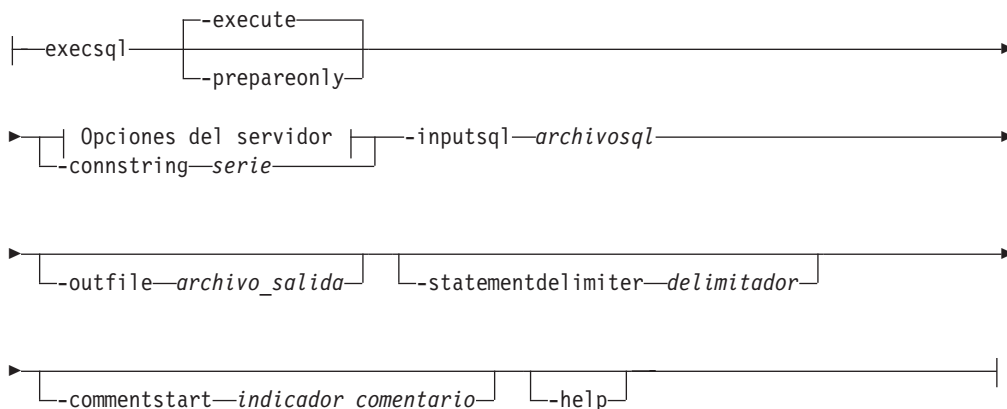 -execute
execsql
-prepareonly
Opciones del servidor -inputsql archivosql
-connstring serie
-outfile archivo_salida -statementdelimiter delimitador
-commentstart indicador comentario -help